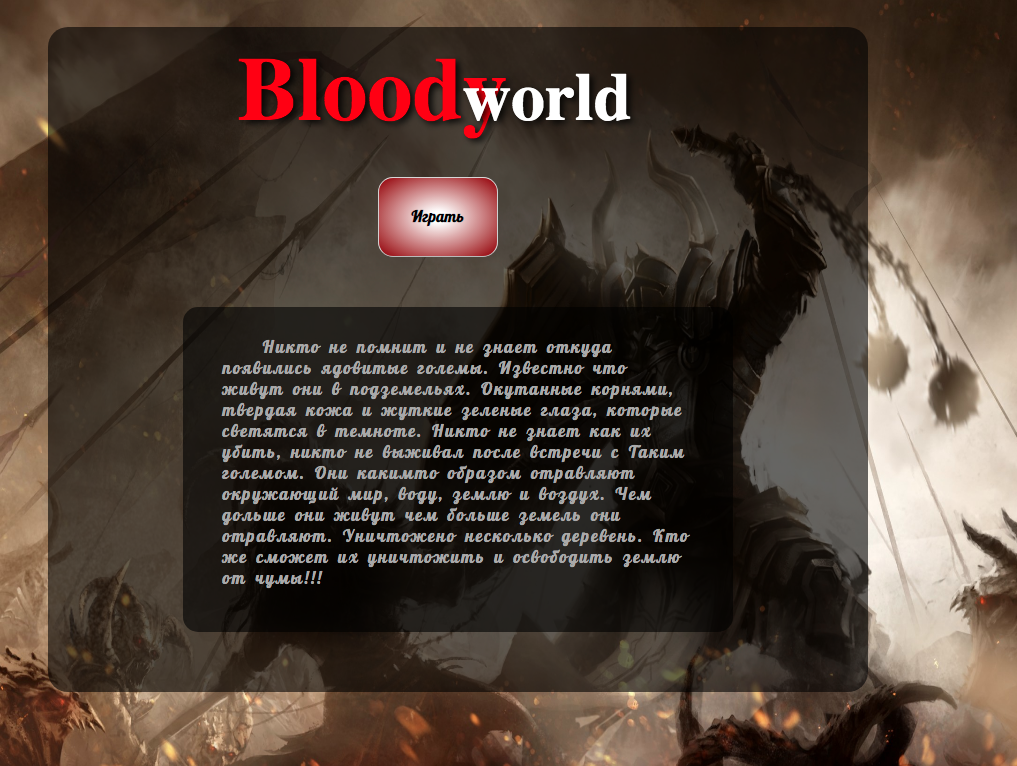 Bloodyworld
Играть
Никто не помнит и не знает откуда
появились ядовитые големы. Известно что
живут они в подземельях. Окутанные корнями,
твердая кожа и жуткие зеленые глаза, которые
светятся в темноте. Никто не знает как их
убить, никто не выживал после встречи с Таким
големом. Они какимто образом отравляют
окружающий мир, воду, землю и воздух. Чем
дольше они живут чем больше земель они
отравляют. Уничтожено несколько деревень. Кто
же сможет их уничтожить и освободить землю
от чумы!!!